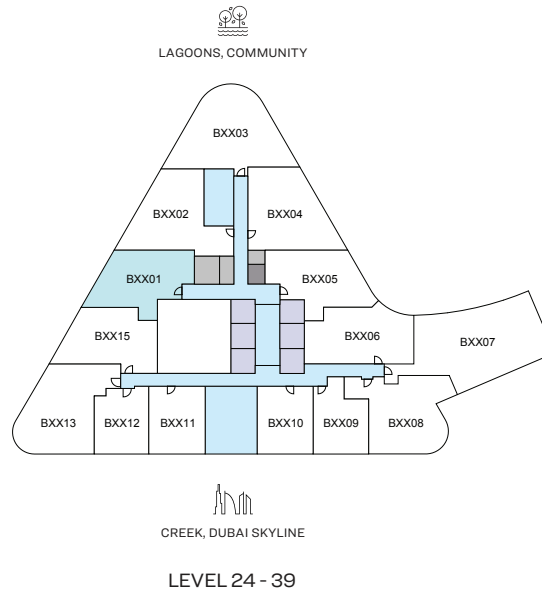 LAGOONS, COMMUNITY
BXX03
BXX02
BXX04
BXX01
BXX05
BXX15
BXX06
BXX07
BXX13
BXX12
BXX11
BXX10
BXX09
BXX08
CREEK, DUBAI SKYLINE
LEVEL 24 - 39